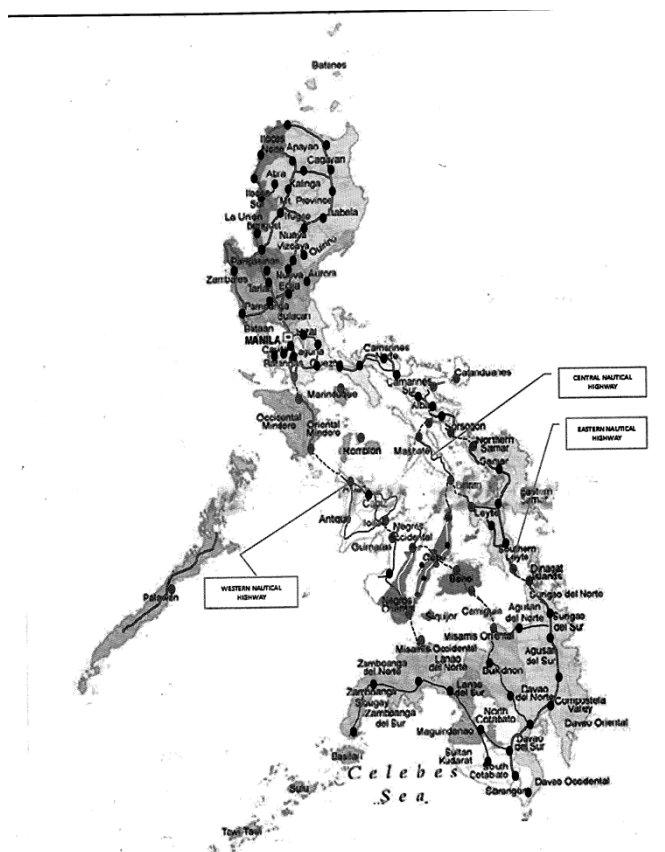 Batanes
Ilocos
Norte
Apayao
Cagayan
Abra
Kalinga
Ilocos
Sur
Mt. Province
La Union
Ifugao
Isabela
Benguet
Nueva
Vizcaya
Quirino
Pangasinan
Zambales
Tarlac
Nueva
Ecija
Aurora
Pampanga
Bulacan
Bataan
Rizal
MANILA
Cavite
Laguna
Batangas
Quezon
Camarines
Norte
Catanduanes
Camarines
Sur
CENTRAL NAUTICAL
HIGHWAY
Marinduque
Albay
Occidental
Mindoro
Oriental
Mindoro
Sorsogon
EASTERN NAUTICAL
HIGHWAY
Romblon
Masbate
Northern
Samar
Samar
Eastern
Samar
Capiz
Antique
Iloilo
Leyte
Negros
Occidental
Guimaras
Cebu
Southern
Leyte
Dinagat
Islands
WESTERN NAUTICAL
HIGHWAY
Palawan
Bohol
Surigao del Norte
Negros
Oriental
Siquijor
Camiguin
Agusan
del Norte
Surigao
del Sur
Misamis Oriental
Misamis Occidental
Agusan
del Sur
Zamboanga
del Norte
Lanao
del Norte
Bukidnon
Zamboanga
Sibugay
Lanao
del Sur
Davao
del Norte
Compostela
Valley
Zamboanga
del Sur
North
Cotabato
Davao Oriental
Maguindanao
Davao
del Sur
Basilan
Sultan
Kudarat
South
Cotabato
Celebes
Sea
Davao Occidental
Sarangani
Sulu
Tawi Tawi